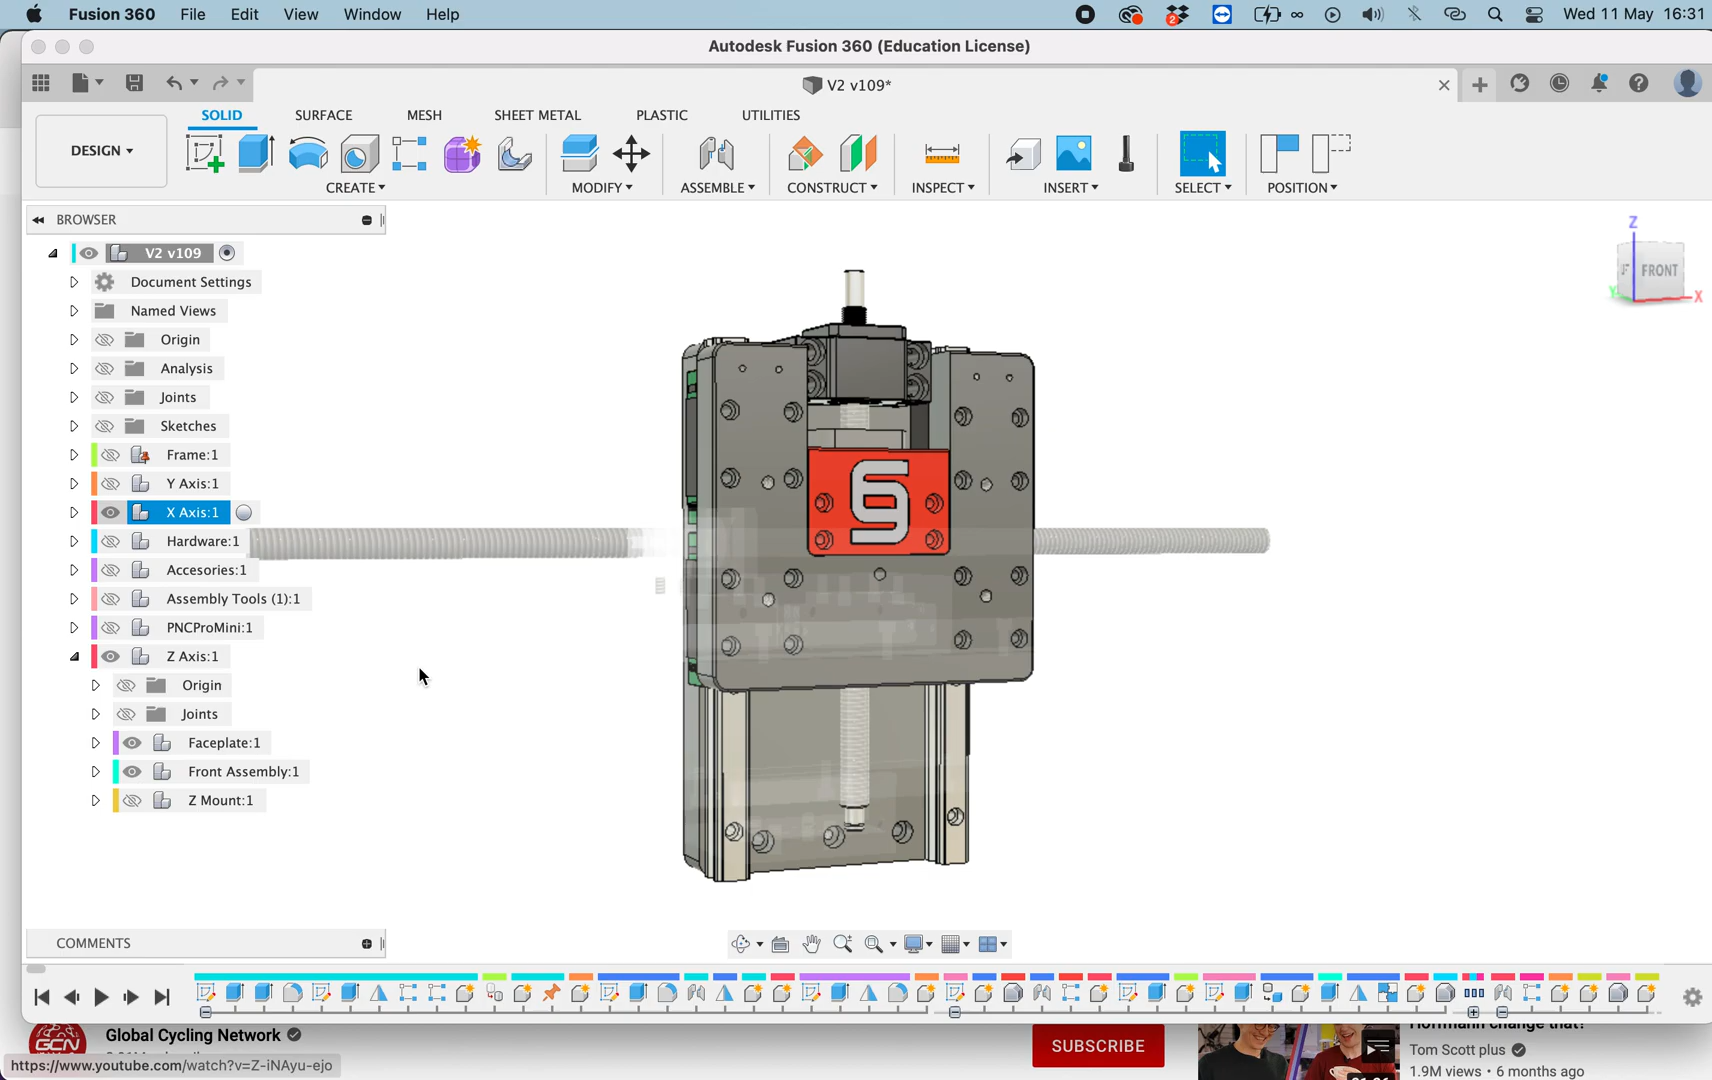 Fusion 360 File Edit View Window Help 2 Wed 11 May 16:31
Autodesk Fusion 360 (Education License)
V2 v109*
SOLID SURFACE MESH SHEET METAL PLASTIC UTILITIES
DESIGN
CREATE MODIFY ASSEMBLE CONSTRUCT INSPECT INSERT SELECT POSITION
BROWSER
Z
FRONT
Y
X
V2 v109
Document Settings
Named Views
Origin
Analysis
Joints
Sketches
Frame:1
Y Axis:1
X Axis:1
Hardware:1
Accesories:1
Assembly Tools (1):1
PNCProMini:1
Z Axis:1
Origin
Joints
Faceplate:1
Front Assembly:1
Z Mount:1
COMMENTS
GCN
Global Cycling Network
SUBSCRIBE
Tom Scott plus
1.9M views • 6 months ago
https://www.youtube.com/watch?v=Z-iNAyu-ejo